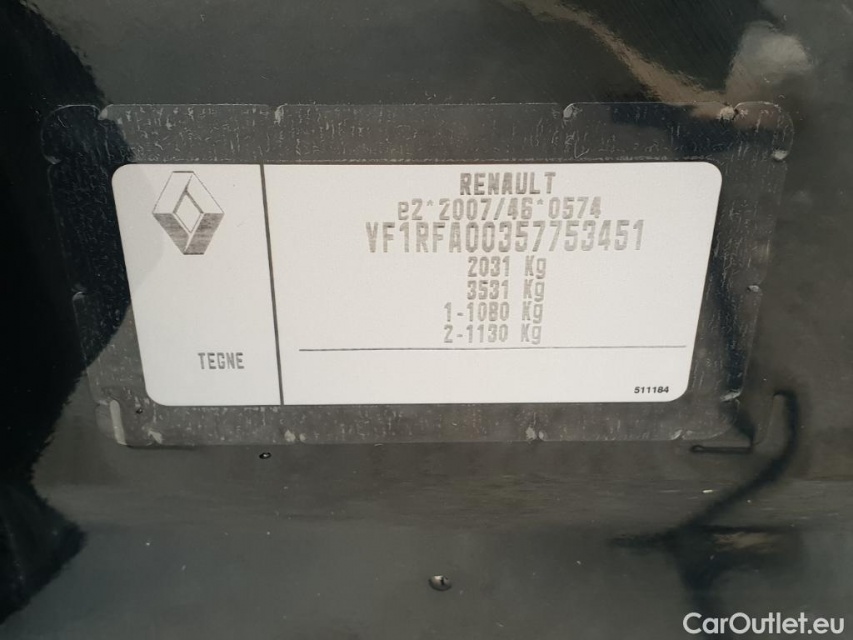 RENAULT
e2*2007/46*0574
VF1RFA00357753451
2031 Kg
3531 Kg
1-1080 Kg
2-1130 Kg
TEGNE
511184
CarOutlet.eu